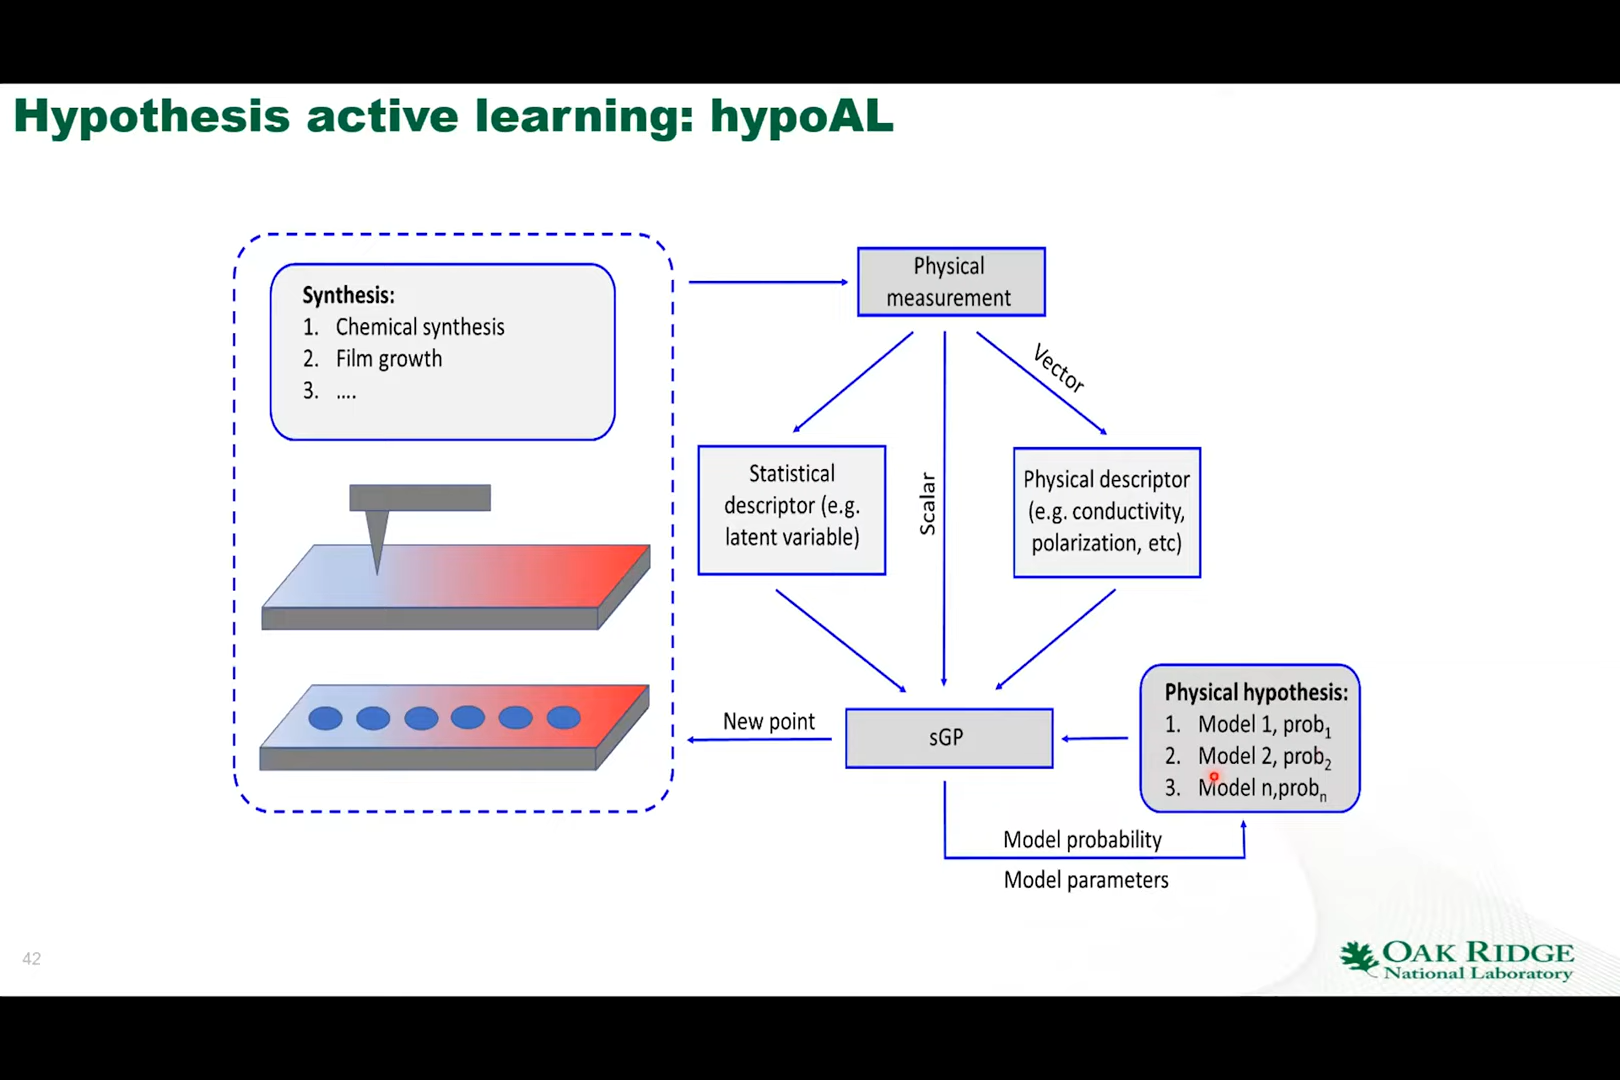 Hypothesis active learning: hypoAL
Synthesis:
1. Chemical synthesis
2. Film growth
3. ....
Physical
measurement
Vector
Scalar
Statistical
descriptor (e.g.
latent variable)
Physical descriptor
(e.g. conductivity,
polarization, etc)
New point
sGP
Physical hypothesis:
1. Model 1, prob1
2. Model 2, prob2
3. Model n,probn
Model probability
Model parameters
42
OAK RIDGE
National Laboratory